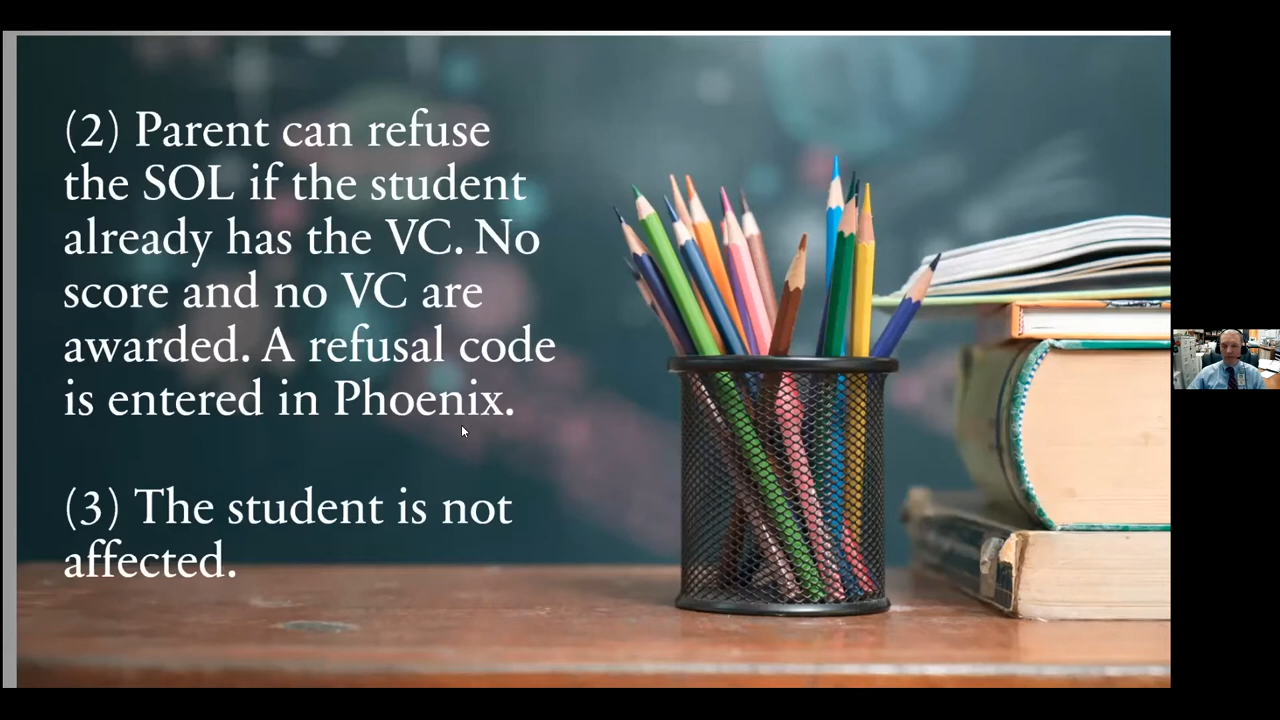 (2) Parent can refuse
the SOL if the student
already has the VC. No
score and no VC are
awarded. A refusal code
is entered in Phoenix.
(3) The student is not
affected.